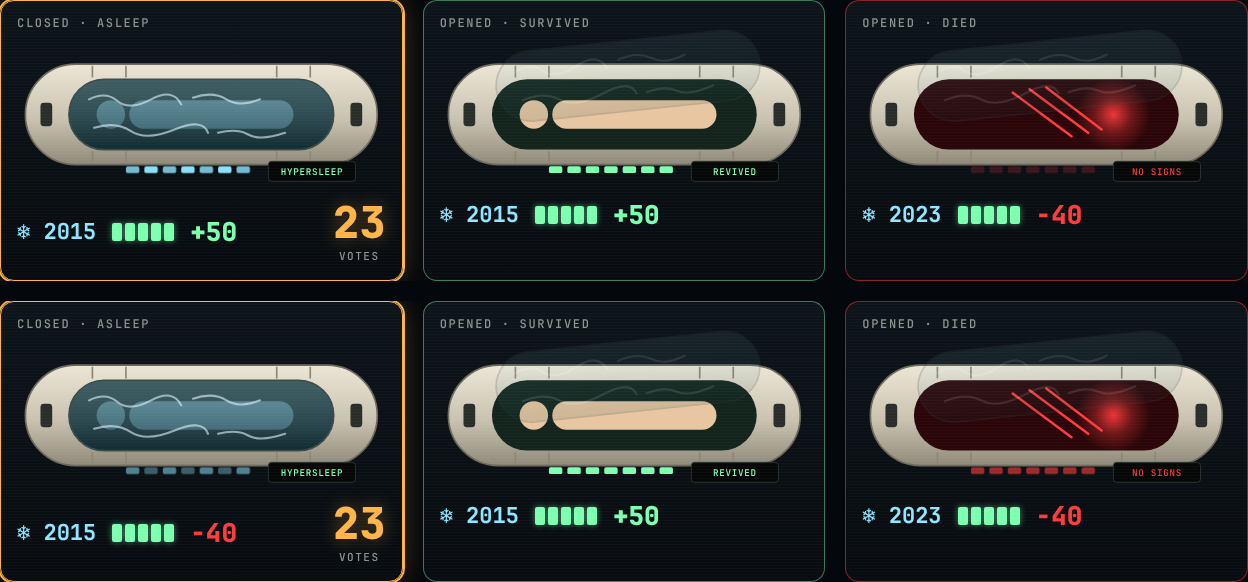 CLOSED · ASLEEP
HYPERSLEEP
❄ 2015 +50
23
VOTES
OPENED · SURVIVED
REVIVED
❄ 2015 +50
OPENED · DIED
NO SIGNS
❄ 2023 -40
CLOSED · ASLEEP
HYPERSLEEP
❄ 2015 -40
23
VOTES
OPENED · SURVIVED
REVIVED
❄ 2015 +50
OPENED · DIED
NO SIGNS
❄ 2023 -40